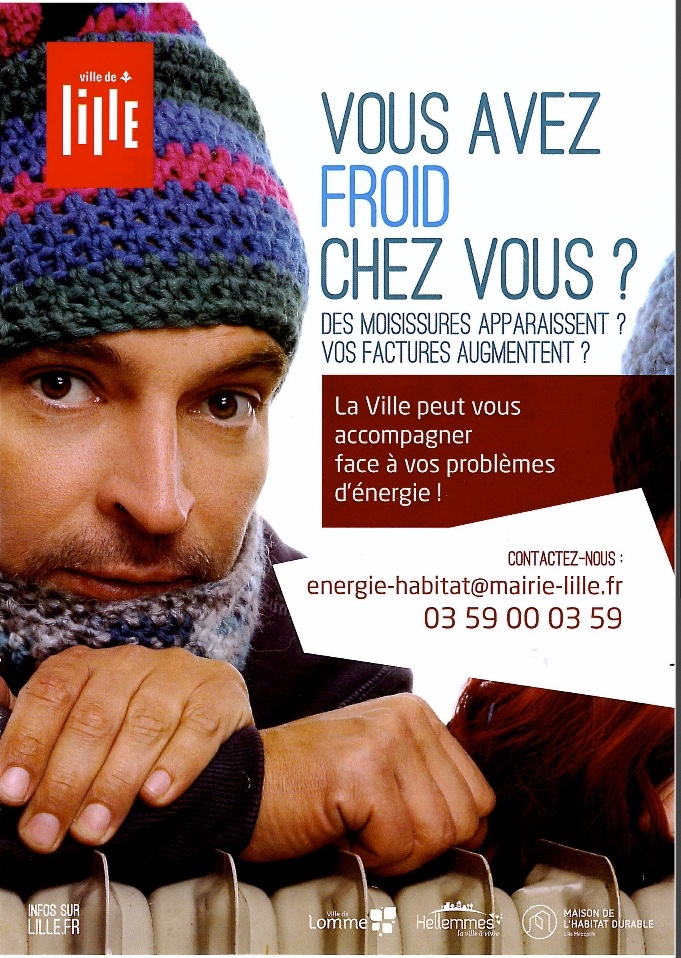 ville de
lille
VOUS AVEZ
FROID
CHEZ VOUS ?
DES MOISISSURES APPARAISSENT ?
VOS FACTURES AUGMENTENT ?
La Ville peut vous
accompagner
face à vos problèmes
d'énergie !
CONTACTEZ-NOUS :
energie-habitat@mairie-lille.fr
03 59 00 03 59
INFOS SUR
LILLE.FR
Ville de
Lomme
Hellemmes
la ville à vivre
MAISON DE
L'HABITAT DURABLE
Lille Métropole